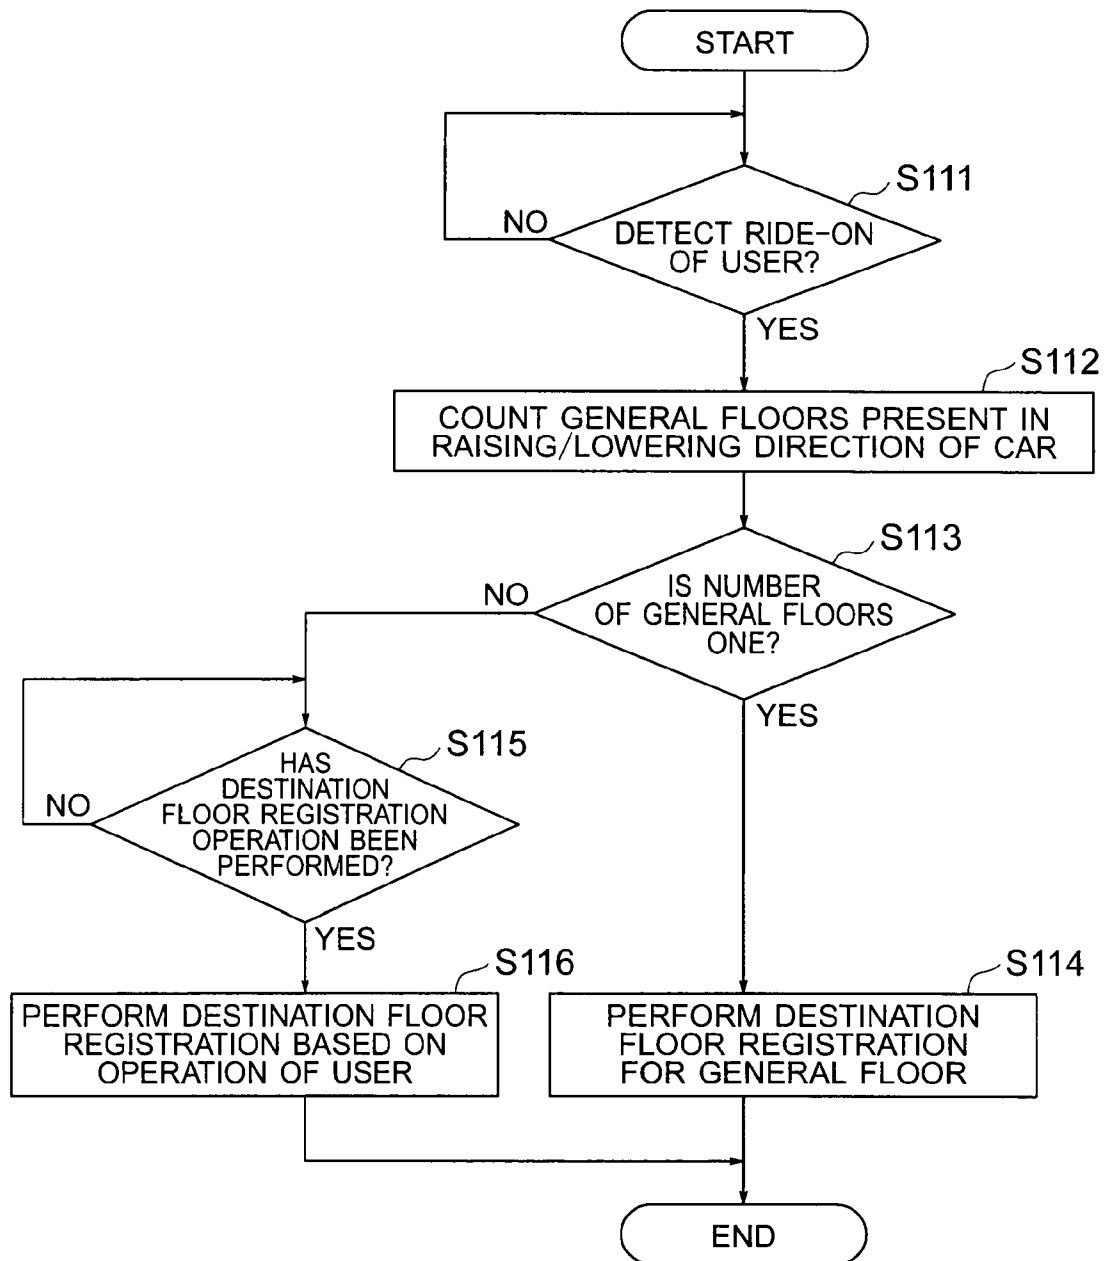 START
S111
NO
DETECT RIDE-ON
OF USER?
YES
S112
COUNT GENERAL FLOORS PRESENT IN
RAISING/LOWERING DIRECTION OF CAR
S113
NO
IS NUMBER
OF GENERAL FLOORS
ONE?
YES
S115
HAS
DESTINATION
FLOOR REGISTRATION
OPERATION BEEN
PERFORMED?
NO
YES
S116
PERFORM DESTINATION FLOOR
REGISTRATION BASED ON
OPERATION OF USER
S114
PERFORM DESTINATION
FLOOR REGISTRATION
FOR GENERAL FLOOR
END